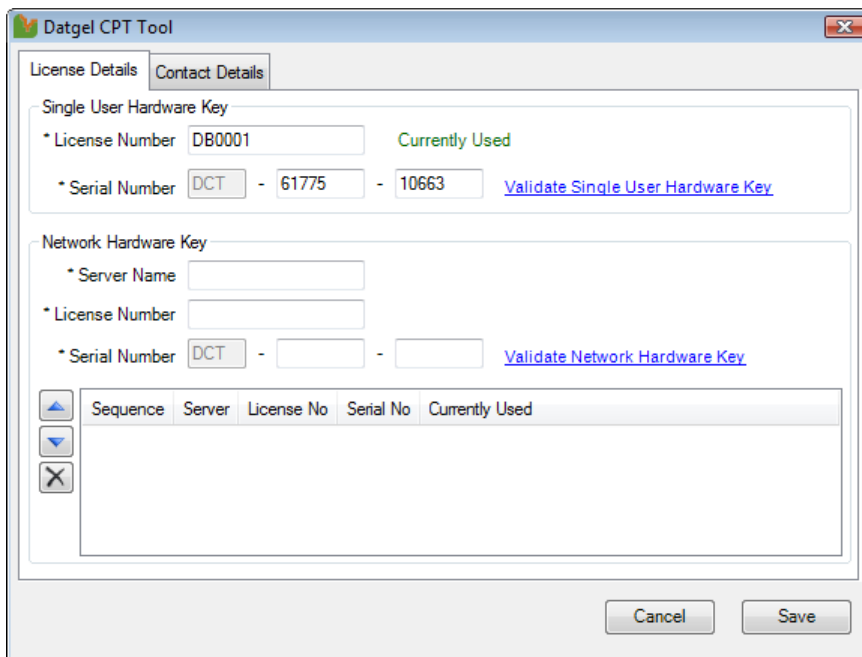 Datgel CPT Tool
License Details Contact Details
Single User Hardware Key
* License Number DB0001 Currently Used
* Serial Number DCT - 61775 - 10663 Validate Single User Hardware Key
Network Hardware Key
* Server Name
* License Number
* Serial Number DCT - - Validate Network Hardware Key
Sequence Server License No Serial No Currently Used
Cancel Save